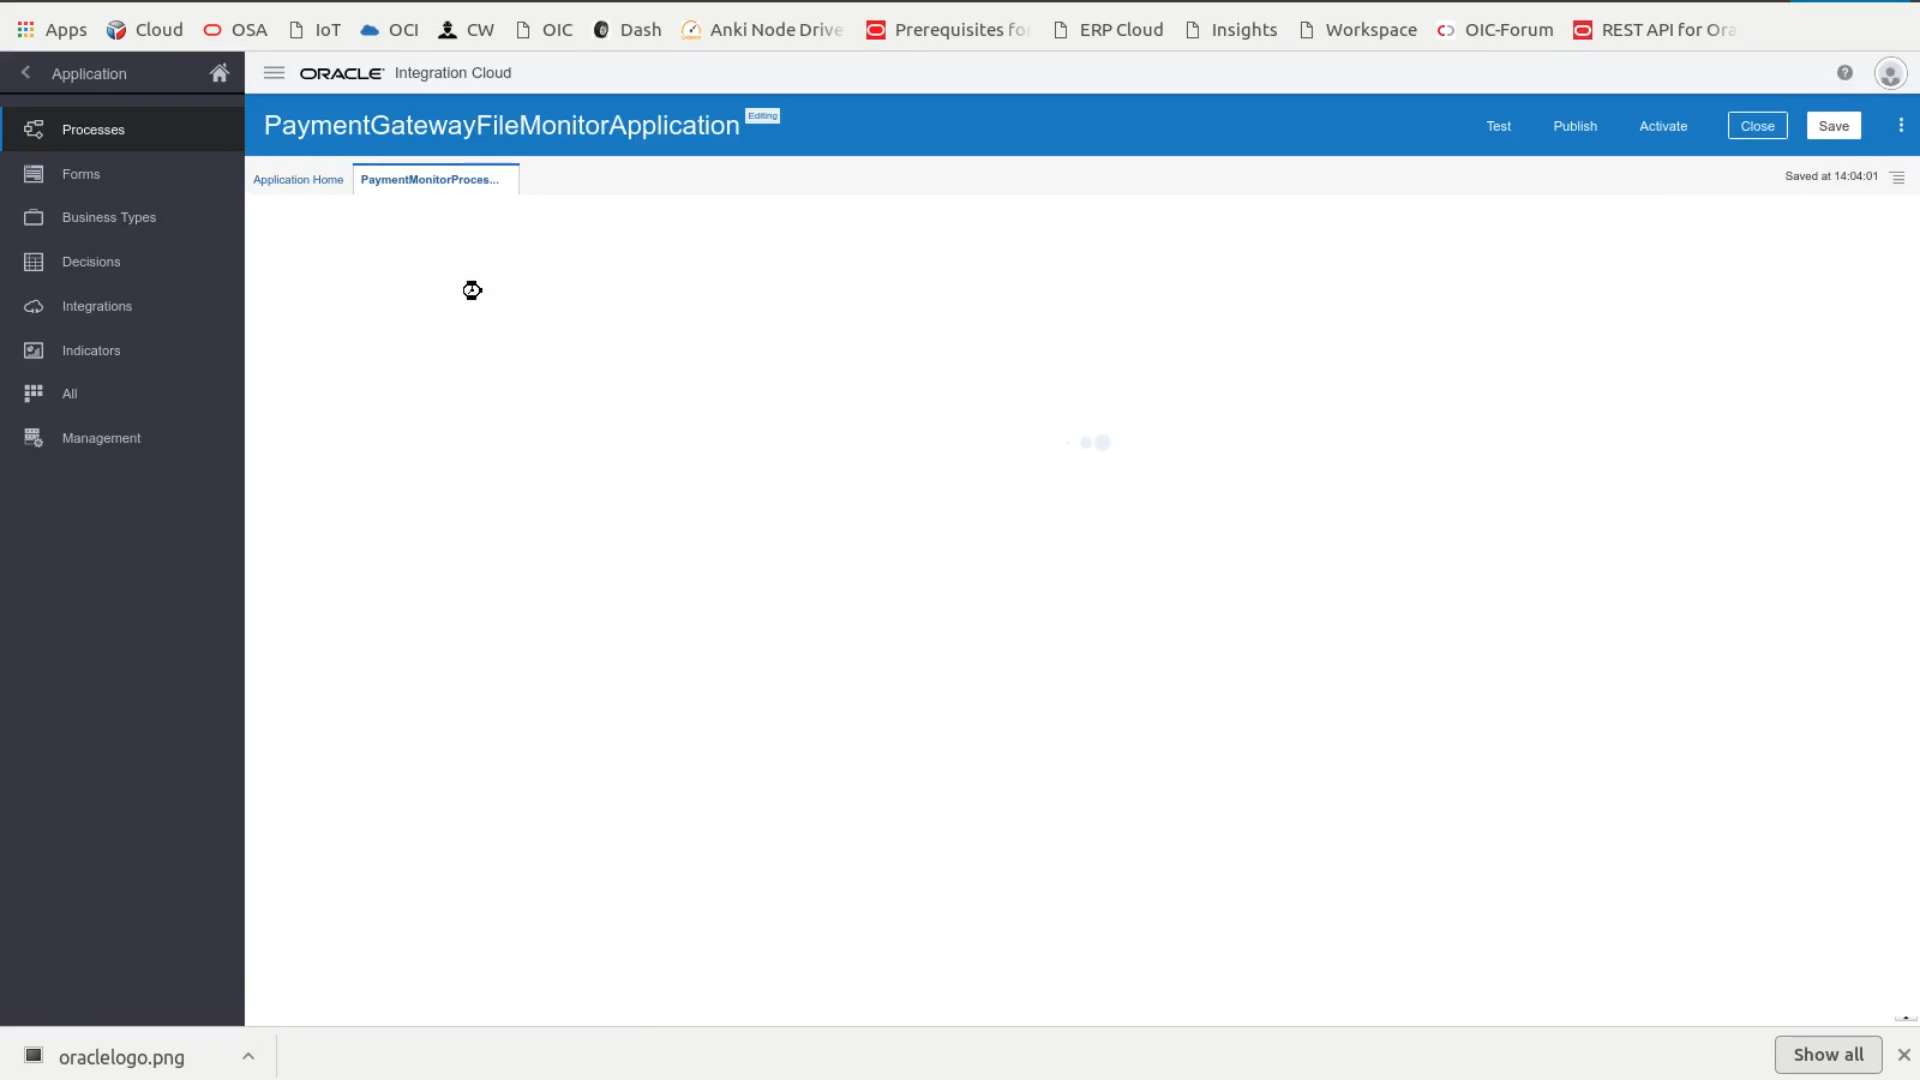 Apps Cloud OSA IoT OCI CW OIC Dash Anki Node Drive Prerequisites for ERP Cloud Insights Workspace OIC-Forum REST API for Ora
Application
ORACLE Integration Cloud
PaymentGatewayFileMonitorApplication Editing
Test Publish Activate Close Save
Application Home PaymentMonitorProces...
Saved at 14:04:01
Processes
Forms
Business Types
Decisions
Integrations
Indicators
All
Management
oraclelogo.png
Show all